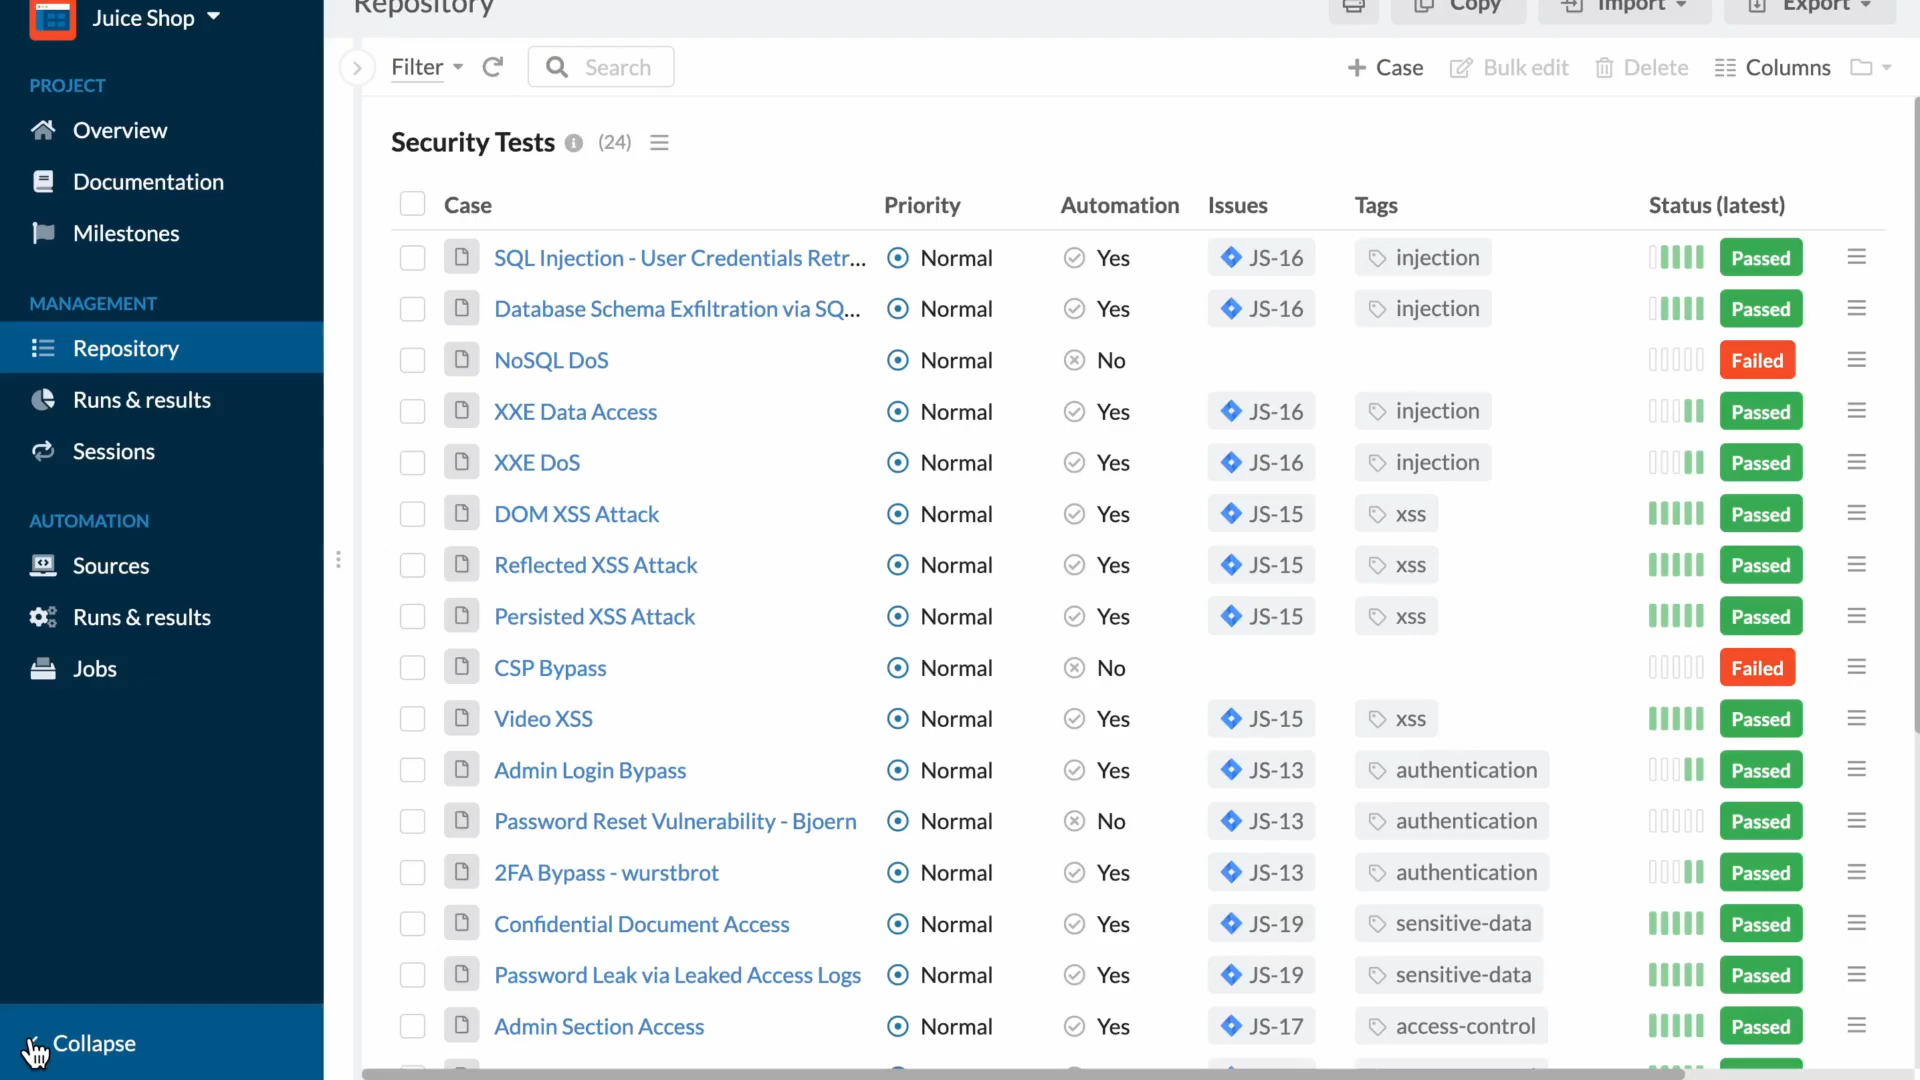 Juice Shop
PROJECT
Overview
Documentation
Milestones
MANAGEMENT
Repository
Runs & results
Sessions
AUTOMATION
Sources
Runs & results
Jobs
Collapse
Repository
Copy
Import
Export
Filter
Search
+ Case
Bulk edit
Delete
Columns
Security Tests (24)
Case Priority Automation Issues Tags Status (latest)
SQL Injection - User Credentials Retr... Normal Yes JS-16 injection Passed
Database Schema Exfiltration via SQ... Normal Yes JS-16 injection Passed
NoSQL DoS Normal No Failed
XXE Data Access Normal Yes JS-16 injection Passed
XXE DoS Normal Yes JS-16 injection Passed
DOM XSS Attack Normal Yes JS-15 xss Passed
Reflected XSS Attack Normal Yes JS-15 xss Passed
Persisted XSS Attack Normal Yes JS-15 xss Passed
CSP Bypass Normal No Failed
Video XSS Normal Yes JS-15 xss Passed
Admin Login Bypass Normal Yes JS-13 authentication Passed
Password Reset Vulnerability - Bjoern Normal No JS-13 authentication Passed
2FA Bypass - wurstbrot Normal Yes JS-13 authentication Passed
Confidential Document Access Normal Yes JS-19 sensitive-data Passed
Password Leak via Leaked Access Logs Normal Yes JS-19 sensitive-data Passed
Admin Section Access Normal Yes JS-17 access-control Passed